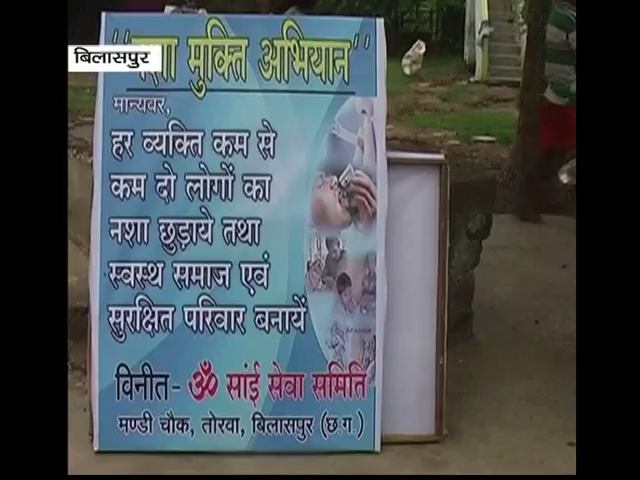 बिलासपुर
"नशा मुक्ति अभियान"
मान्यवर,
हर व्यक्ति कम से
कम दो लोगों का
नशा छुड़ाये तथा
स्वस्थ समाज एवं
सुरक्षित परिवार बनायें
विनीत- ॐ सांई सेवा समिति
मण्डी चौक, तोरवा, बिलासपुर (छ.ग.)